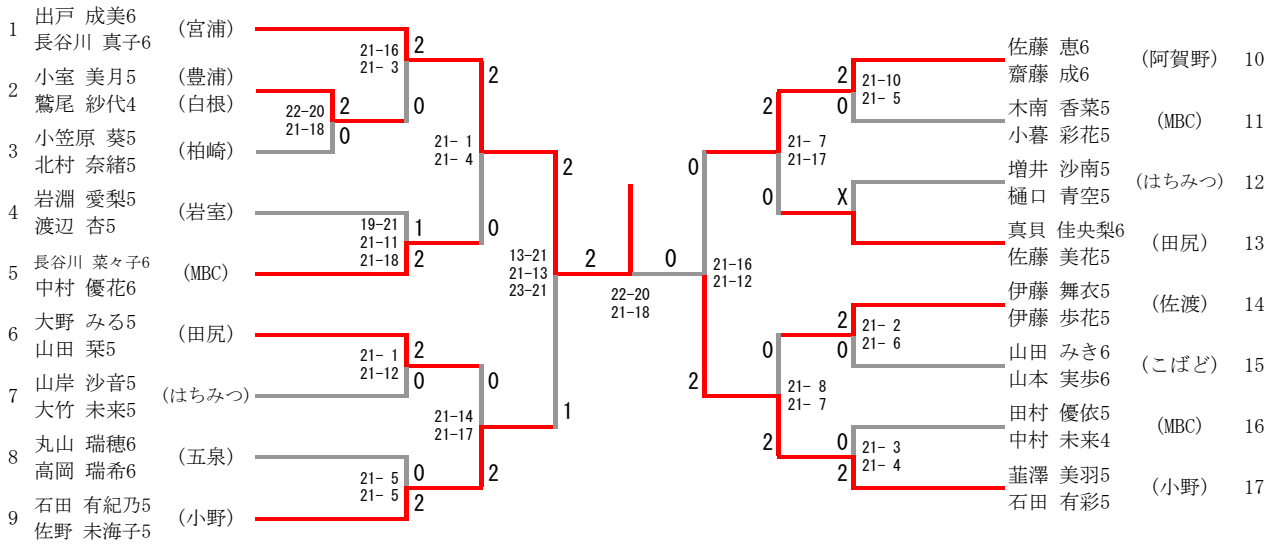 1 出戸 成美6 (宮浦)
長谷川 真子6
2 小室 美月5 (豊浦)
鷲尾 紗代4 (白根)
3 小笠原 葵5 (柏崎)
北村 奈緒5
4 岩淵 愛梨5 (岩室)
渡辺 杏5
5 長谷川 菜々子6 (MBC)
中村 優花6
6 大野 みる5 (田尻)
山田 栞5
7 山岸 沙音5 (はちみつ)
大竹 未来5
8 丸山 瑞穂6 (五泉)
高岡 瑞希6
9 石田 有紀乃5 (小野)
佐野 未海子5
21-16 2
21- 3 0
22-20 2
21-18 0
2
21- 1
21- 4
0
19-21 1
21-11
21-18 2
21- 1 2
21-12 0
0
21-14
21-17
2
21- 5 0
21- 5 2
2
13-21
21-13
23-21
1
2 0
22-20
21-18
0
21-16
21-12
2
2
21- 7
21-17
0
0
21- 8
21- 7
2
2 21-10
0 21- 5
X
2 21- 2
0 21- 6
0 21- 3
2 21- 4
佐藤 恵6 (阿賀野) 10
齋藤 成6
木南 香菜5 (MBC) 11
小暮 彩花5
増井 沙南5 (はちみつ) 12
樋口 青空5
真貝 佳央梨6 (田尻) 13
佐藤 美花5
伊藤 舞衣5 (佐渡) 14
伊藤 歩花5
山田 みき6 (こばど) 15
山本 実歩6
田村 優依5 (MBC) 16
中村 未来4
韮澤 美羽5 (小野) 17
石田 有彩5